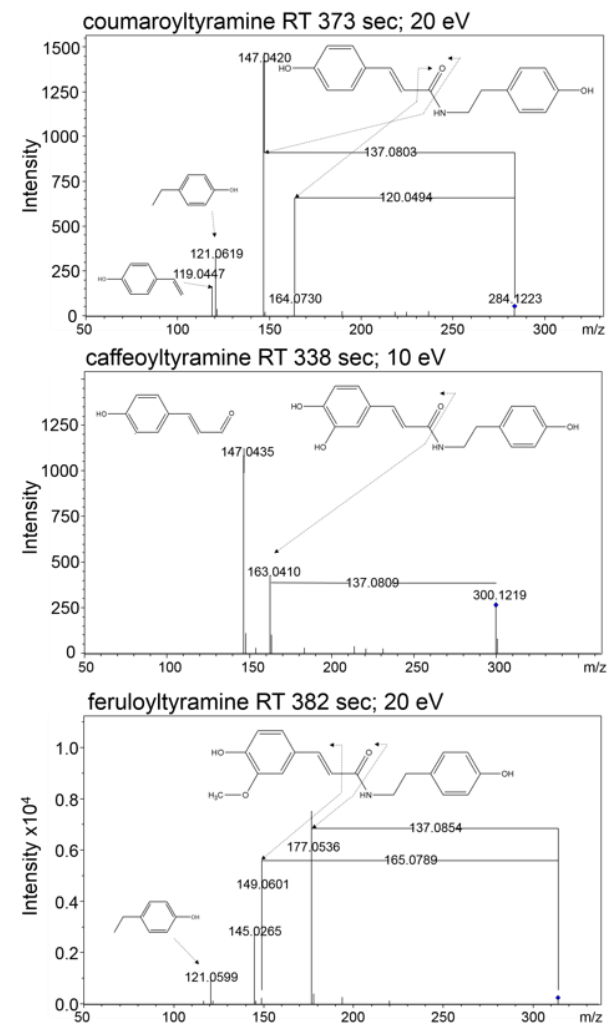 coumaroyltyramine RT 373 sec; 20 eV
Intensity
1500
1250
1000
750
500
250
0
147.0420
HO
O
HN
OH
137.0803
120.0494
OH
121.0619
HO
119.0447
164.0730
284.1223
50
100
150
200
250
300
m/z
caffeoyltyramine RT 338 sec; 10 eV
Intensity
1250
1000
750
500
250
0
HO
O
HO
HO
O
HN
OH
147.0435
163.0410
137.0809
300.1219
50
100
150
200
250
300
m/z
feruloyltyramine RT 382 sec; 20 eV
Intensity x10⁴
1.0
0.8
0.6
0.4
0.2
0.0
HO
H₃C
O
O
HN
OH
137.0854
177.0536
165.0789
149.0601
145.0265
OH
121.0599
50
100
150
200
250
300
m/z